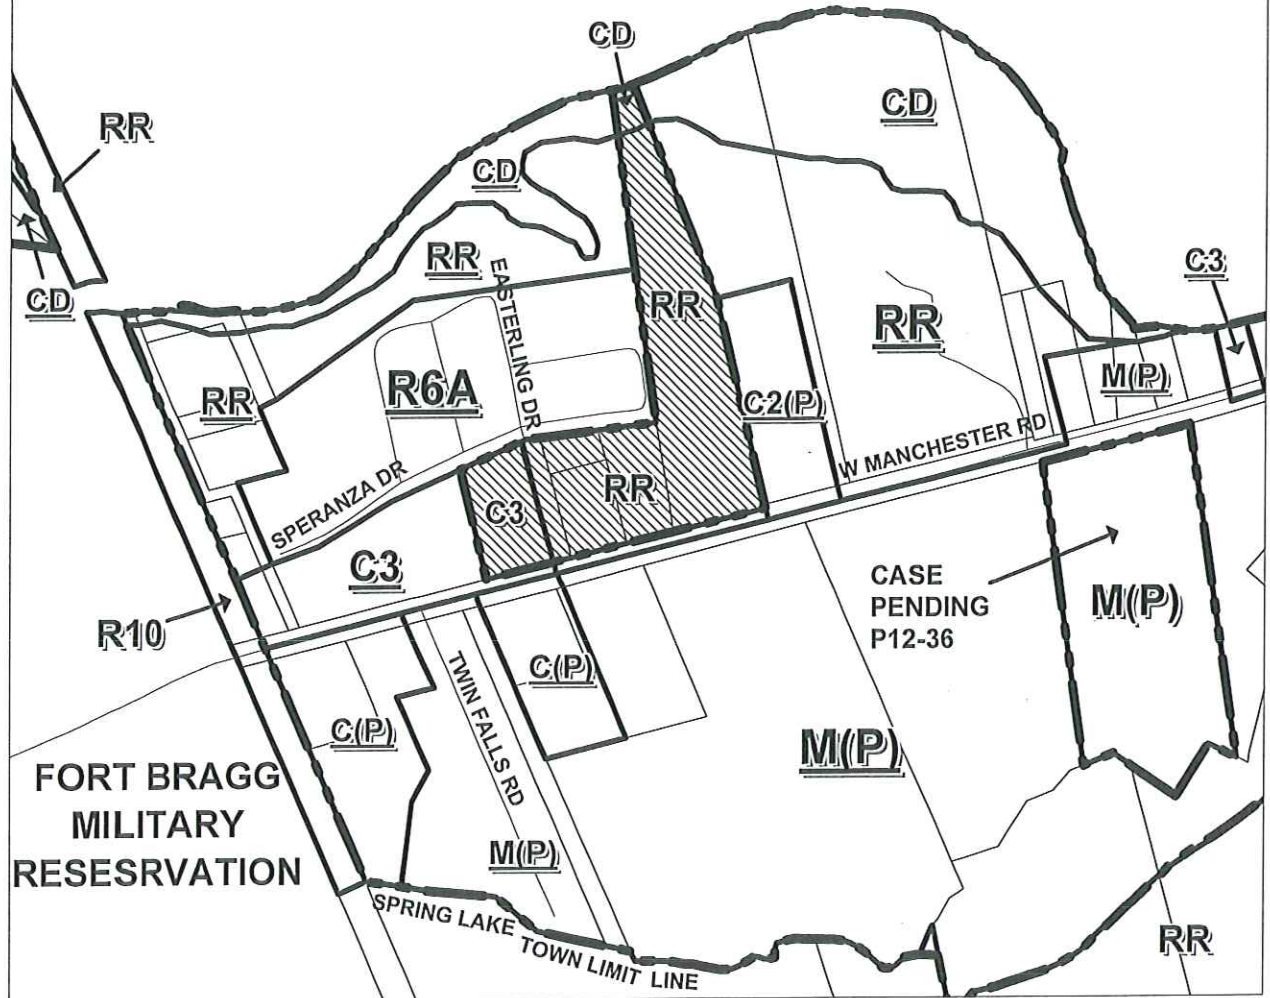 CD
RR
CD
CD
RR
EASTERLING DR
C3
CD
RR
RR
R6A
M(P)
RR
C2(P)
W MANCHESTER RD
RR
SPERANZA DR
C3
C3
CASE
PENDING
P12-36
M(P)
R10
C(P)
TWIN FALLS RD
C(P)
M(P)
FORT BRAGG
MILITARY
RESESRVATION
M(P)
SPRING LAKE TOWN LIMIT LINE
RR